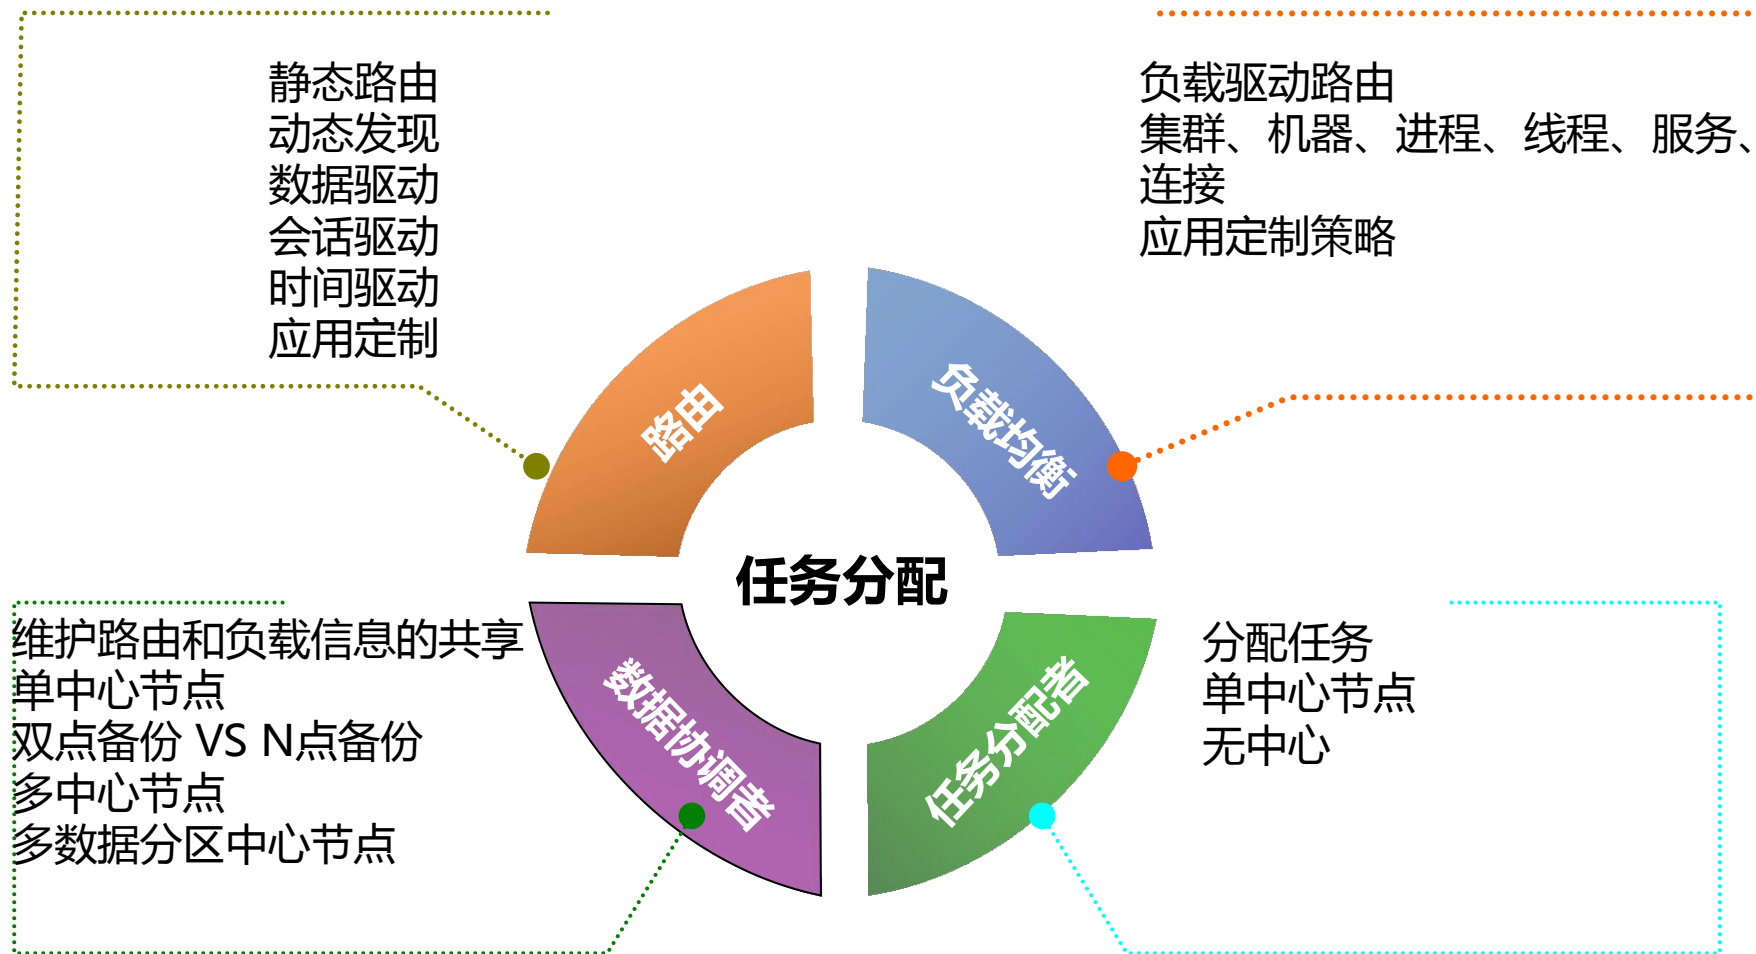 静态路由
动态发现
数据驱动
会话驱动
时间驱动
应用定制
负载驱动路由
集群、机器、进程、线程、服务、
连接
应用定制策略
路由
负载均衡
任务分配
数据协调者
任务分配者
维护路由和负载信息的共享
单中心节点
双点备份 VS N点备份
多中心节点
多数据分区中心节点
分配任务
单中心节点
无中心